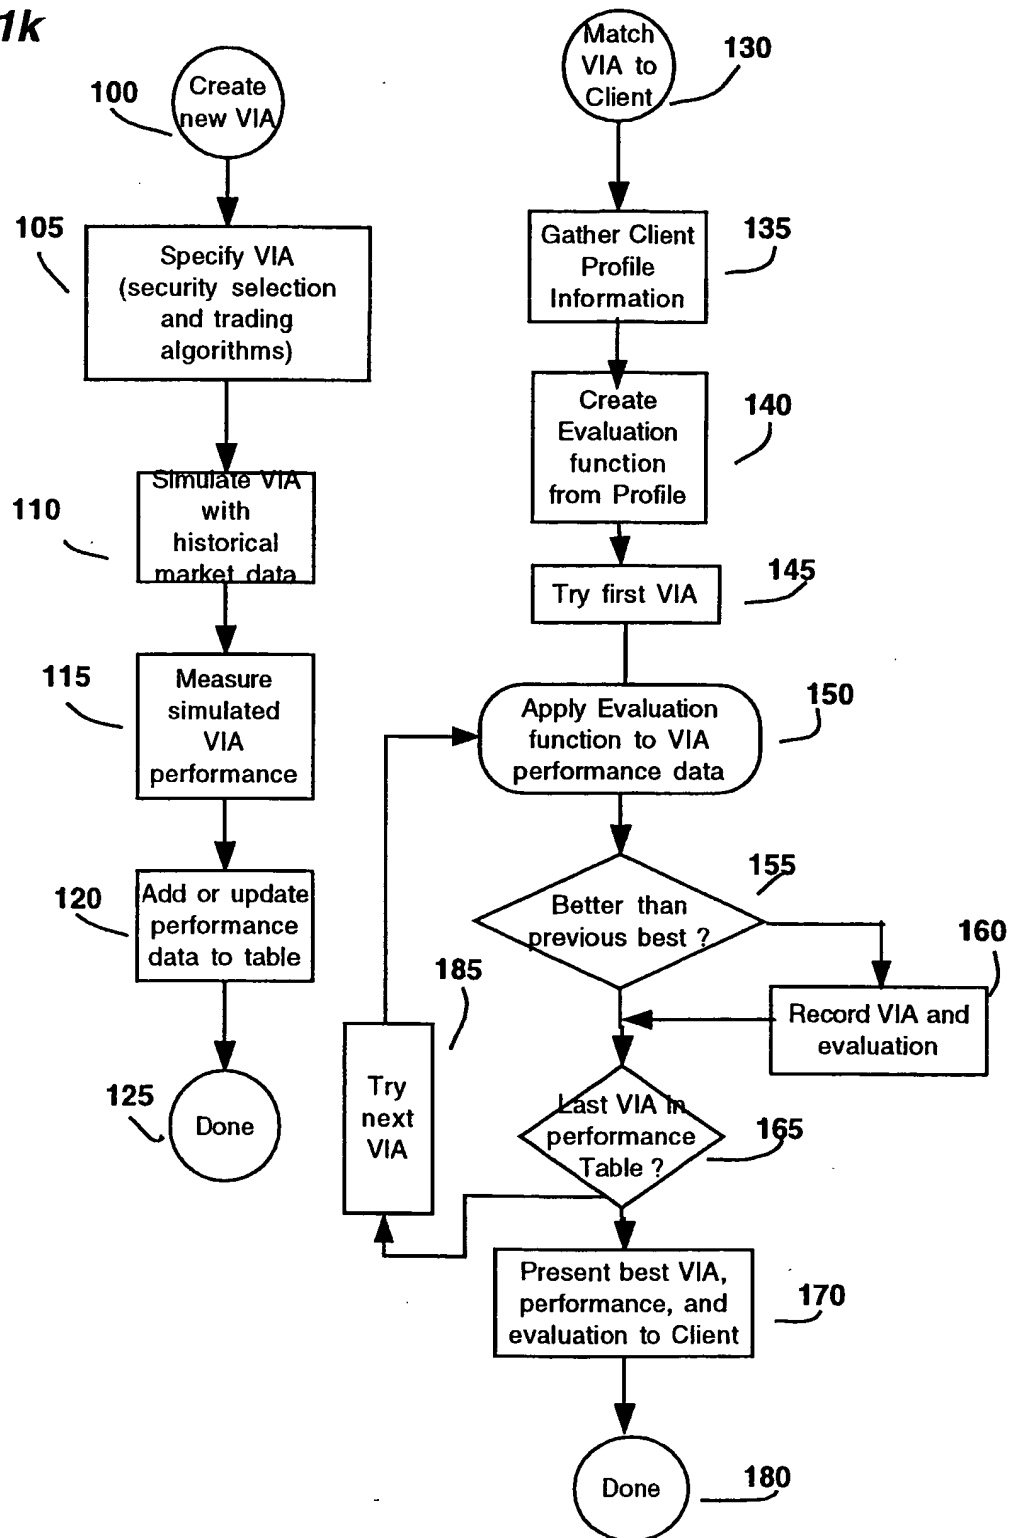 1k
100
Create
new VIA
105
Specify VIA
(security selection
and trading
algorithms)
110
Simulate VIA
with
historical
market data
115
Measure
simulated
VIA
performance
120
Add or update
performance
data to table
125
Done
Match
VIA to
Client
130
Gather Client
Profile
Information
135
Create
Evaluation
function
from Profile
140
Try first VIA
145
Apply Evaluation
function to VIA
performance data
150
Better than
previous best ?
155
Record VIA and
evaluation
160
Last VIA in
performance
Table ?
165
185
Try
next
VIA
Present best VIA,
performance, and
evaluation to Client
170
Done
180